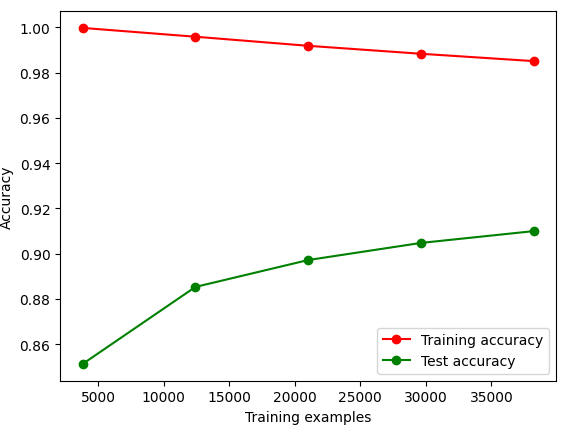 1.00
0.98
0.96
0.94
0.92
0.90
0.88
0.86
Accuracy
5000 10000 15000 20000 25000 30000 35000
Training examples
Training accuracy
Test accuracy